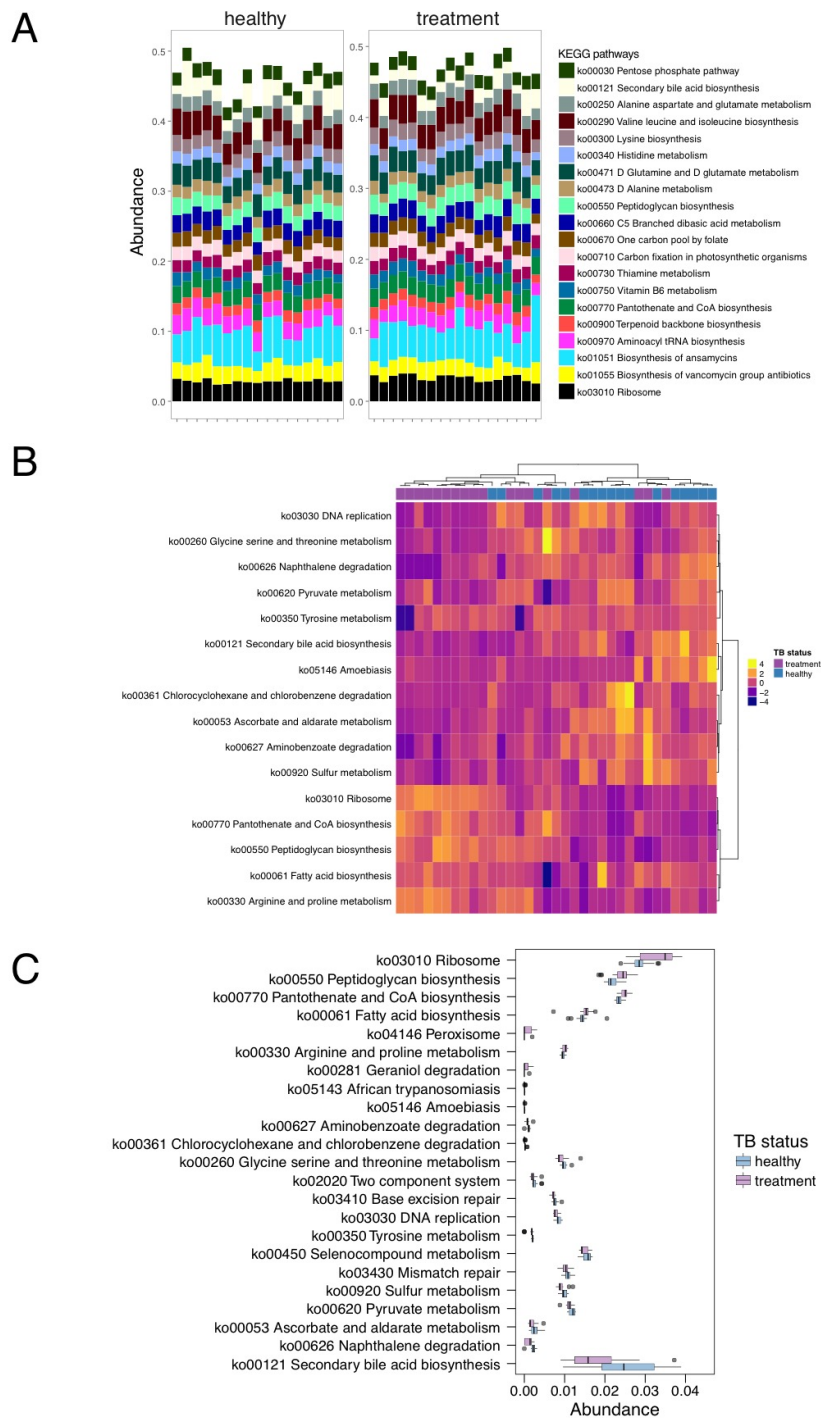 A
healthy
treatment
0.5
0.4
0.3
0.2
0.1
0.0
Abundance
0.5
0.4
0.3
0.2
0.1
0.0
KEGG pathways
ko00030 Pentose phosphate pathway
ko00121 Secondary bile acid biosynthesis
ko00250 Alanine aspartate and glutamate metabolism
ko00290 Valine leucine and isoleucine biosynthesis
ko00300 Lysine biosynthesis
ko00340 Histidine metabolism
ko00471 D Glutamine and D glutamate metabolism
ko00473 D Alanine metabolism
ko00550 Peptidoglycan biosynthesis
ko00660 C5 Branched dibasic acid metabolism
ko00670 One carbon pool by folate
ko00710 Carbon fixation in photosynthetic organisms
ko00730 Thiamine metabolism
ko00750 Vitamin B6 metabolism
ko00770 Pantothenate and CoA biosynthesis
ko00900 Terpenoid backbone biosynthesis
ko00970 Aminoacyl tRNA biosynthesis
ko01051 Biosynthesis of ansamycins
ko01055 Biosynthesis of vancomycin group antibiotics
ko03010 Ribosome
B
ko03030 DNA replication
ko00260 Glycine serine and threonine metabolism
ko00626 Naphthalene degradation
ko00620 Pyruvate metabolism
ko00350 Tyrosine metabolism
ko00121 Secondary bile acid biosynthesis
ko05146 Amoebiasis
ko00361 Chlorocyclohexane and chlorobenzene degradation
ko00053 Ascorbate and aldarate metabolism
ko00627 Aminobenzoate degradation
ko00920 Sulfur metabolism
ko03010 Ribosome
ko00770 Pantothenate and CoA biosynthesis
ko00550 Peptidoglycan biosynthesis
ko00061 Fatty acid biosynthesis
ko00330 Arginine and proline metabolism
4
2
0
−2
−4
TB status
treatment
healthy
C
ko03010 Ribosome
ko00550 Peptidoglycan biosynthesis
ko00770 Pantothenate and CoA biosynthesis
ko00061 Fatty acid biosynthesis
ko04146 Peroxisome
ko00330 Arginine and proline metabolism
ko00281 Geraniol degradation
ko05143 African trypanosomiasis
ko05146 Amoebiasis
ko00627 Aminobenzoate degradation
ko00361 Chlorocyclohexane and chlorobenzene degradation
ko00260 Glycine serine and threonine metabolism
ko02020 Two component system
ko03410 Base excision repair
ko03030 DNA replication
ko00350 Tyrosine metabolism
ko00450 Selenocompound metabolism
ko03430 Mismatch repair
ko00920 Sulfur metabolism
ko00620 Pyruvate metabolism
ko00053 Ascorbate and aldarate metabolism
ko00626 Naphthalene degradation
ko00121 Secondary bile acid biosynthesis
0.00 0.01 0.02 0.03 0.04
Abundance
TB status
healthy
treatment